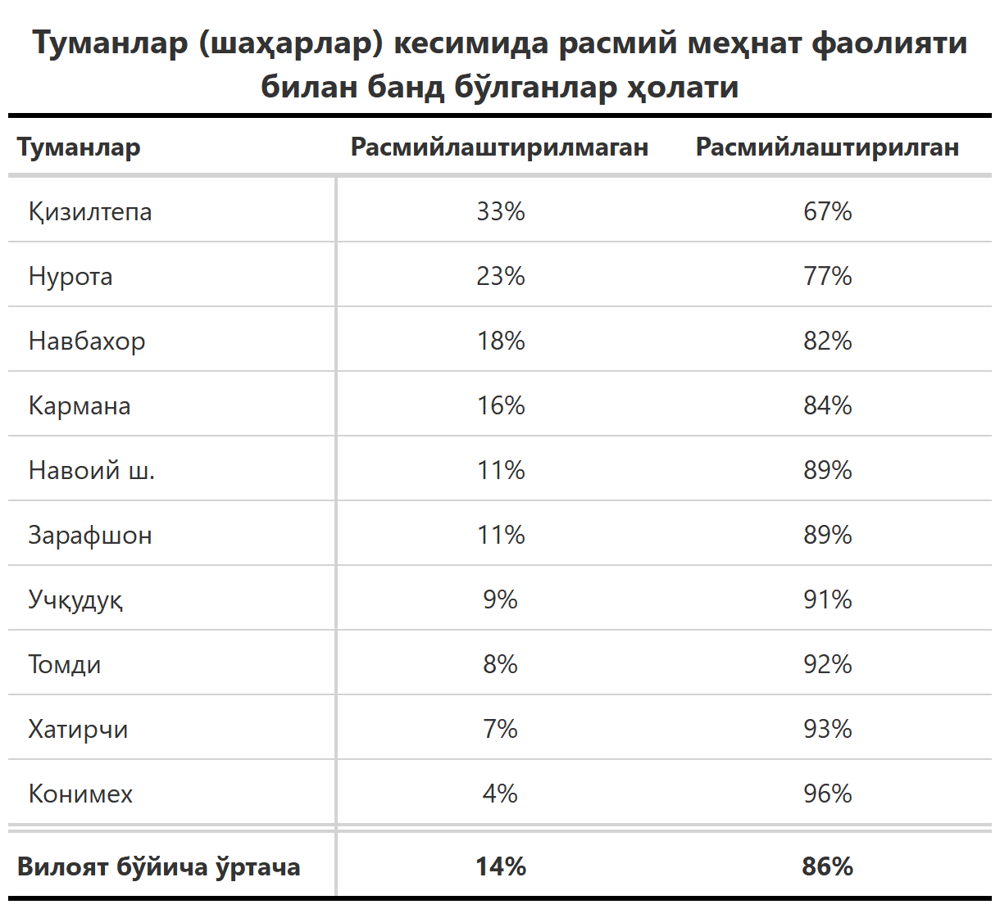 Туманлар (шаҳарлар) кесимида расмий меҳнат фаолияти
билан банд бўлганлар ҳолати
Туманлар Расмийлаштирилмаган Расмийлаштирилган
Қизилтепа 33% 67%
Нурота 23% 77%
Навбахор 18% 82%
Кармана 16% 84%
Навоий ш. 11% 89%
Зарафшон 11% 89%
Учқудуқ 9% 91%
Томди 8% 92%
Хатирчи 7% 93%
Конимех 4% 96%
Вилоят бўйича ўртача 14% 86%